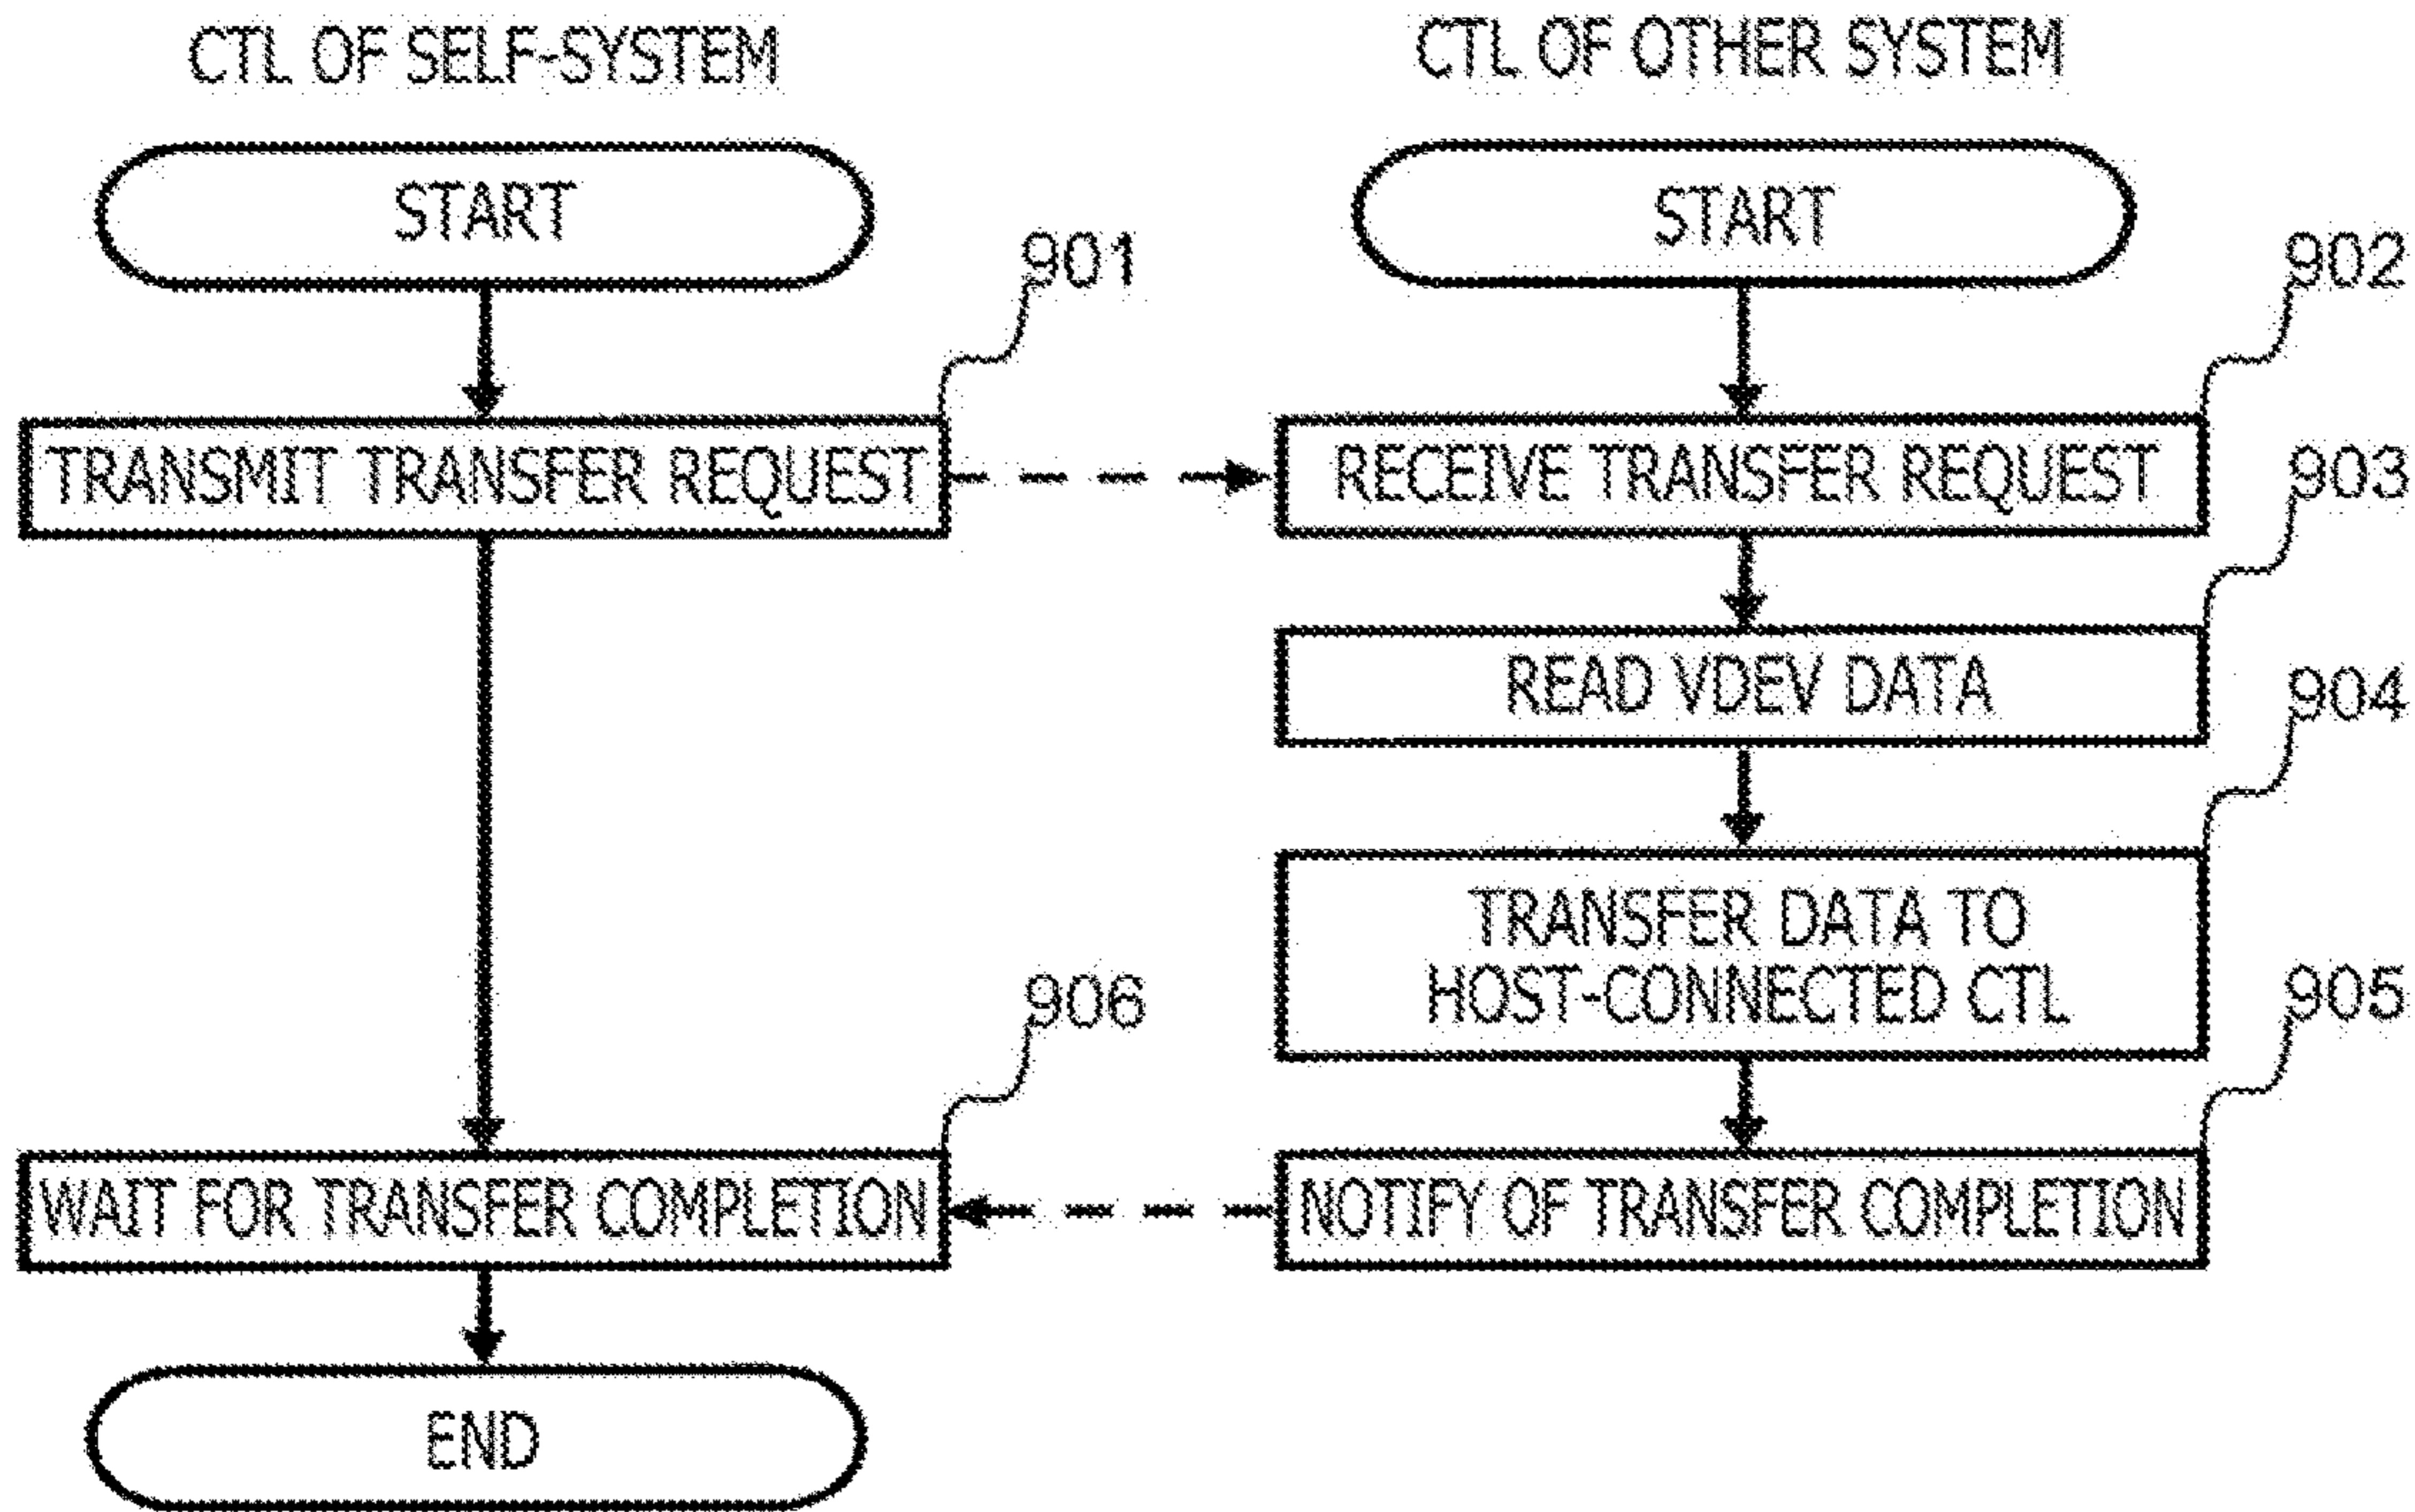 CTL OF SELF-SYSTEM
CTL OF OTHER SYSTEM
START
START
901
902
TRANSMIT TRANSFER REQUEST
RECEIVE TRANSFER REQUEST
903
READ VDEV DATA
904
TRANSFER DATA TO
HOST-CONNECTED CTL
906
905
WAIT FOR TRANSFER COMPLETION
NOTIFY OF TRANSFER COMPLETION
END